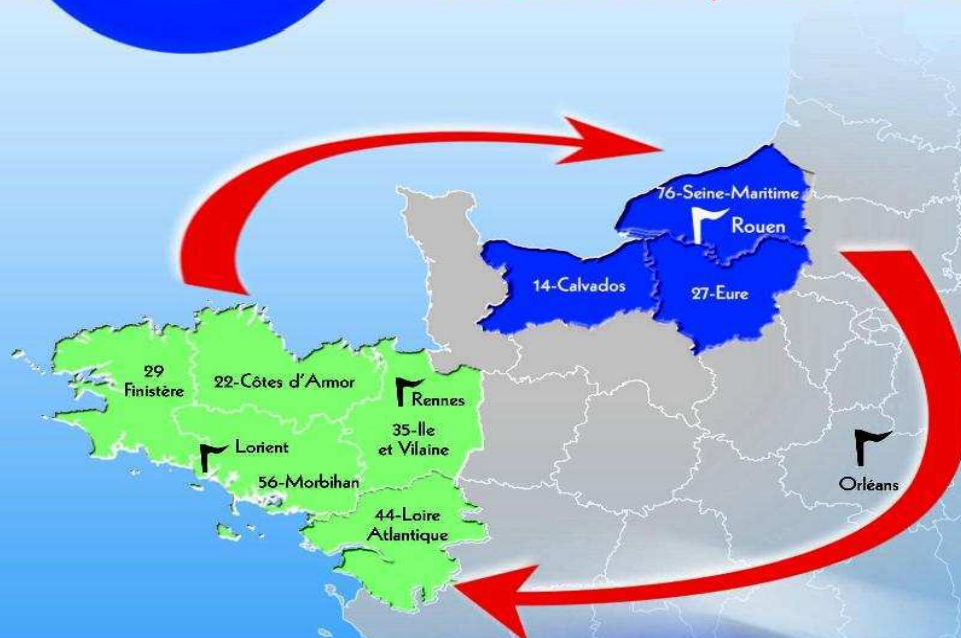 76-Seine-Maritime
Rouen
14-Calvados
27-Eure
29
Finistère
22-Côtes d'Armor
Rennes
35-Ile
et Vilaine
Lorient
56-Morbihan
44-Loire
Atlantique
Orléans